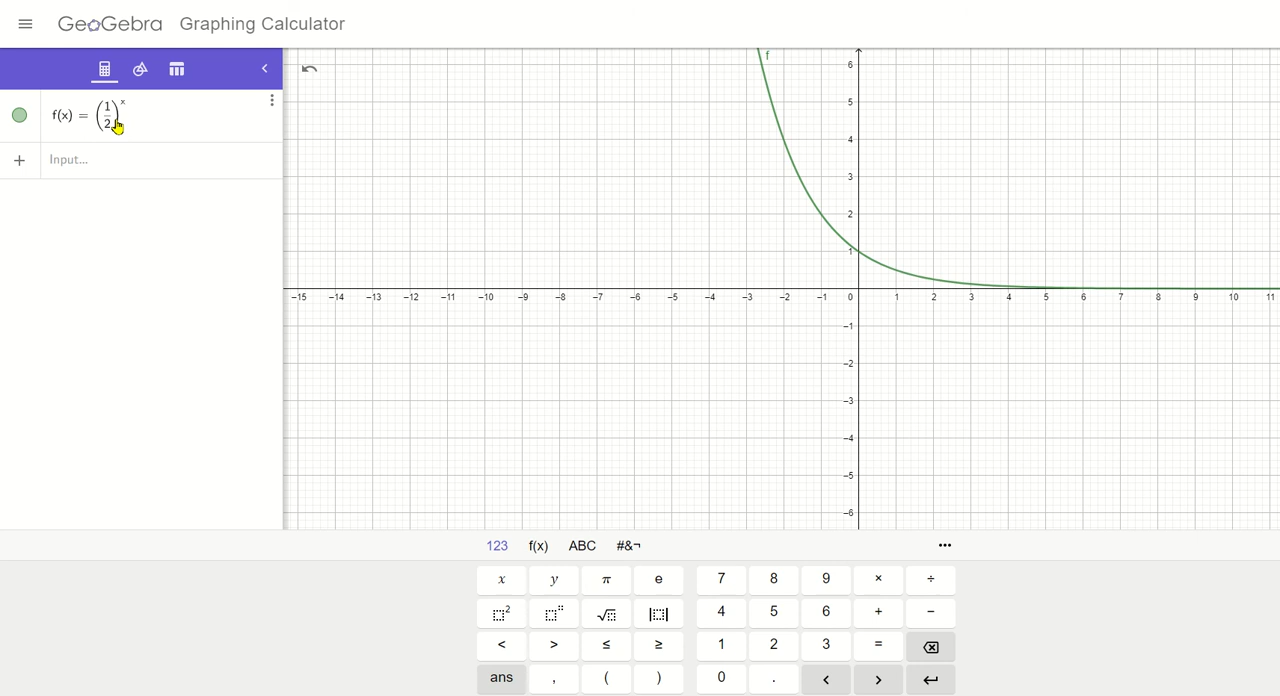 GeoGebra Graphing Calculator
f(x) = (1/2)^x
Input...
f
6
5
4
3
2
1
−15 −14 −13 −12 −11 −10 −9 −8 −7 −6 −5 −4 −3 −2 −1 0 1 2 3 4 5 6 7 8 9 10 11
−1
−2
−3
−4
−5
−6
123 f(x) ABC #&¬
x y π e 7 8 9 × ÷
□² □^□ √□ |□| 4 5 6 + −
< > ≤ ≥ 1 2 3 =
ans , ( ) 0 . < >